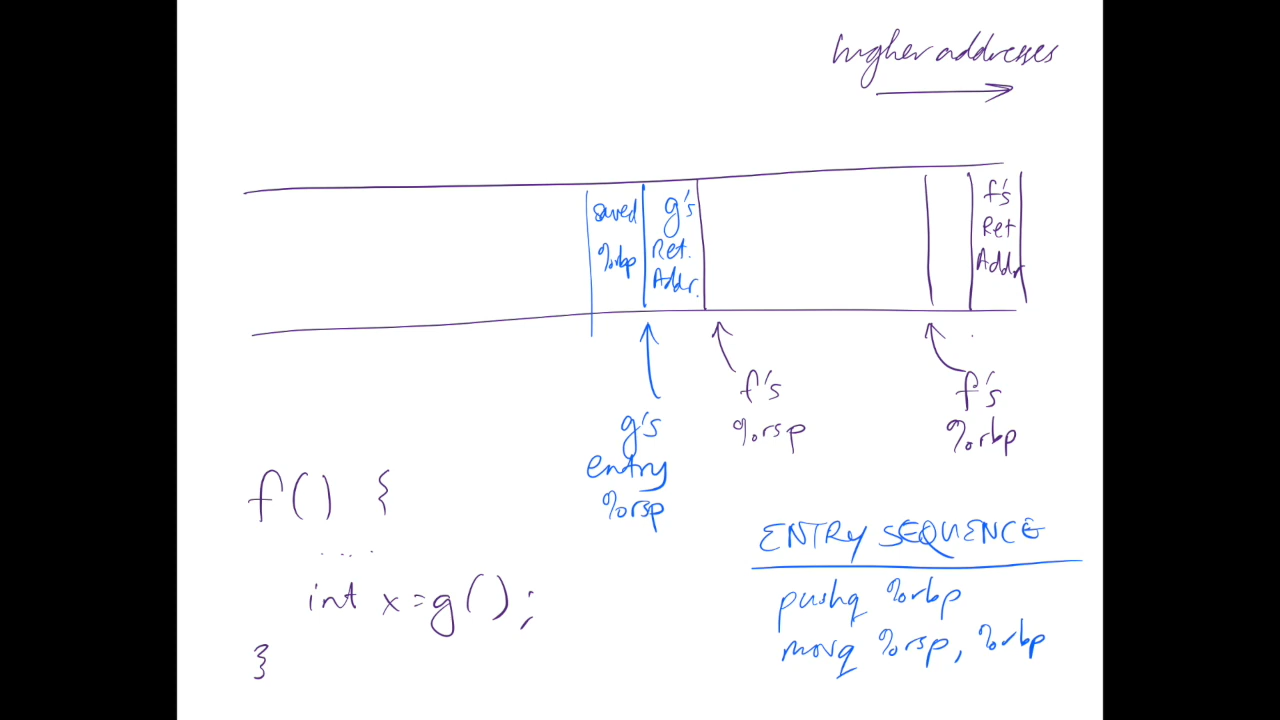 higher addresses
saved
%rbp
g's
Ret.
Addr.
f's
Ret
Addr
g's
entry
%rsp
f's
%rsp
f's
%rbp
f() {
....
int x=g();
}
ENTRY SEQUENCE
pushq %rbp
movq %rsp, %rbp